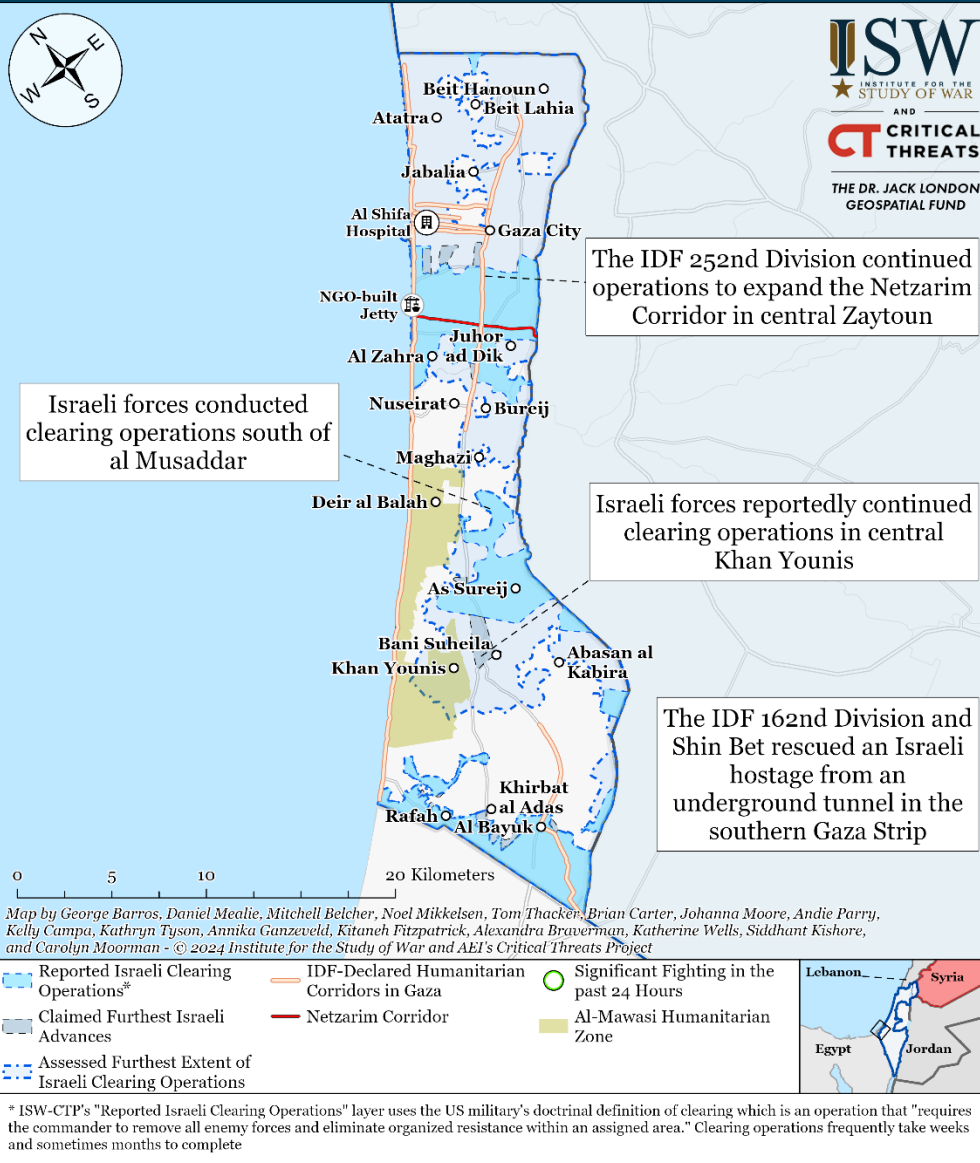 N
E
W
S
ISW
INSTITUTE FOR THE
STUDY OF WAR
AND
CT CRITICAL
THREATS
THE DR. JACK LONDON
GEOSPATIAL FUND
Beit Hanoun
Beit Lahia
Atatra
Jabalia
Al Shifa
Hospital
Gaza City
The IDF 252nd Division continued
operations to expand the Netzarim
Corridor in central Zaytoun
NGO-built
Jetty
Juhor
ad Dik
Al Zahra
Israeli forces conducted
clearing operations south of
al Musaddar
Nuseirat
Bureij
Maghazi
Deir al Balah
Israeli forces reportedly continued
clearing operations in central
Khan Younis
As Sureij
Bani Suheila
Khan Younis
Abasan al
Kabira
The IDF 162nd Division and
Shin Bet rescued an Israeli
hostage from an
underground tunnel in the
southern Gaza Strip
Khirbat
al Adas
Rafah
Al Bayuk
0 5 10 20 Kilometers
Map by George Barros, Daniel Mealie, Mitchell Belcher, Noel Mikkelsen, Tom Thacker, Brian Carter, Johanna Moore, Andie Parry,
Kelly Campa, Kathryn Tyson, Annika Ganzeveld, Kitaneh Fitzpatrick, Alexandra Braverman, Katherine Wells, Siddhant Kishore,
and Carolyn Moorman - © 2024 Institute for the Study of War and AEI's Critical Threats Project
Reported Israeli Clearing
Operations*
Claimed Furthest Israeli
Advances
Assessed Furthest Extent of
Israeli Clearing Operations
IDF-Declared Humanitarian
Corridors in Gaza
Netzarim Corridor
Significant Fighting in the
past 24 Hours
Al-Mawasi Humanitarian
Zone
Lebanon
Syria
Egypt
Jordan
* ISW-CTP's "Reported Israeli Clearing Operations" layer uses the US military's doctrinal definition of clearing which is an operation that "requires
the commander to remove all enemy forces and eliminate organized resistance within an assigned area." Clearing operations frequently take weeks
and sometimes months to complete